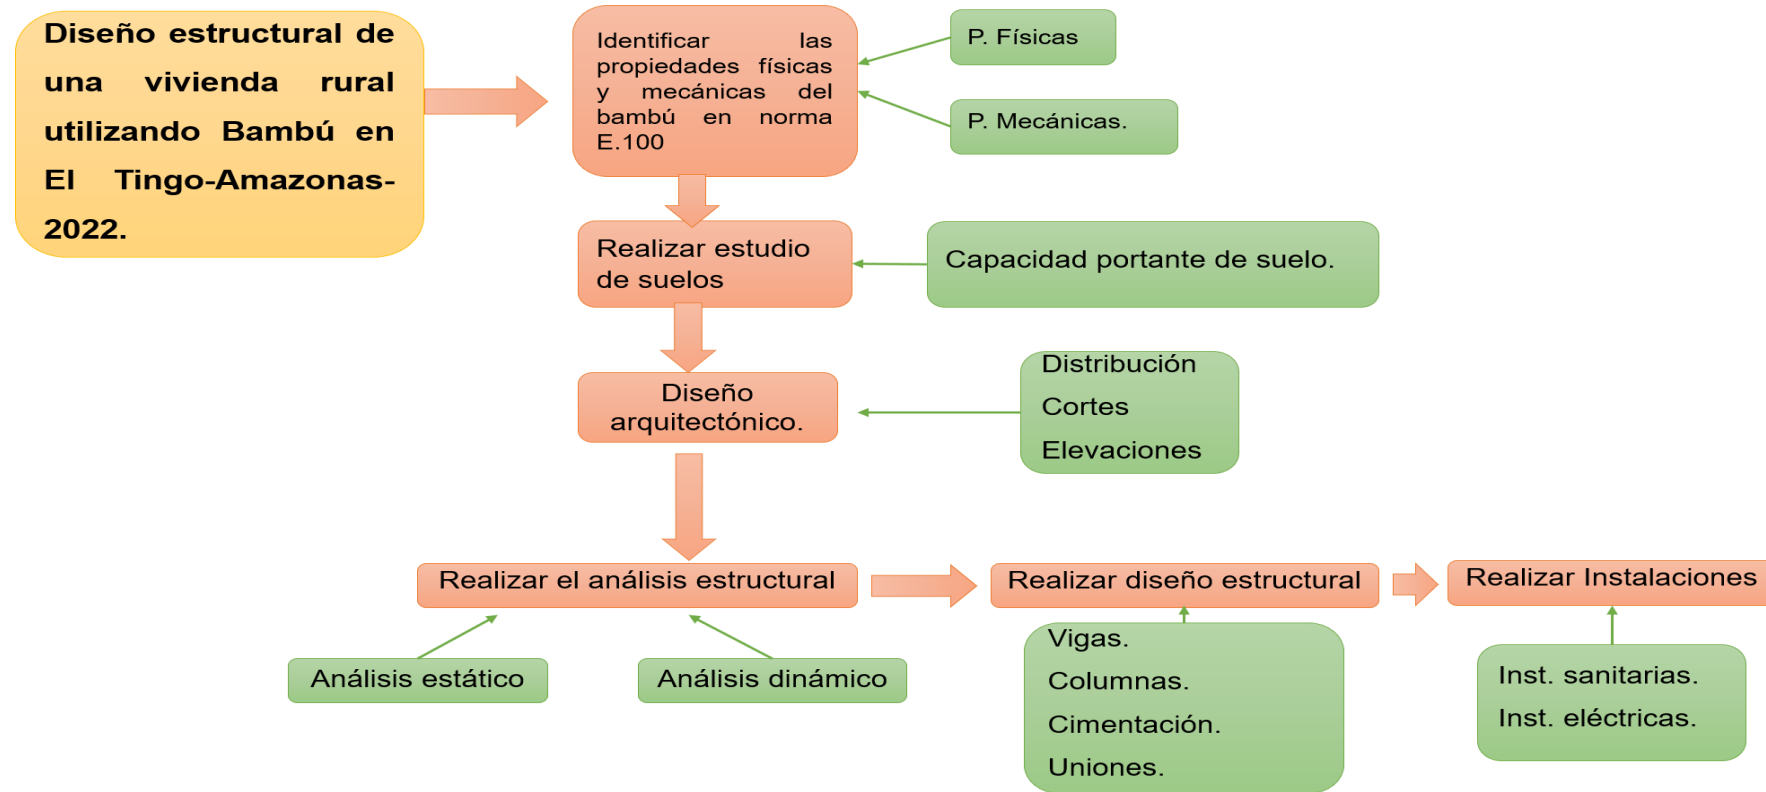 Diseño estructural de
una vivienda rural
utilizando Bambú en
El Tingo-Amazonas-
2022.
Identificar las
propiedades físicas
y mecánicas del
bambú en norma
E.100
P. Físicas
P. Mecánicas.
Realizar estudio
de suelos
Capacidad portante de suelo.
Diseño
arquitectónico.
Distribución
Cortes
Elevaciones
Realizar el análisis estructural
Realizar diseño estructural
Realizar Instalaciones
Análisis estático
Análisis dinámico
Vigas.
Columnas.
Cimentación.
Uniones.
Inst. sanitarias.
Inst. eléctricas.